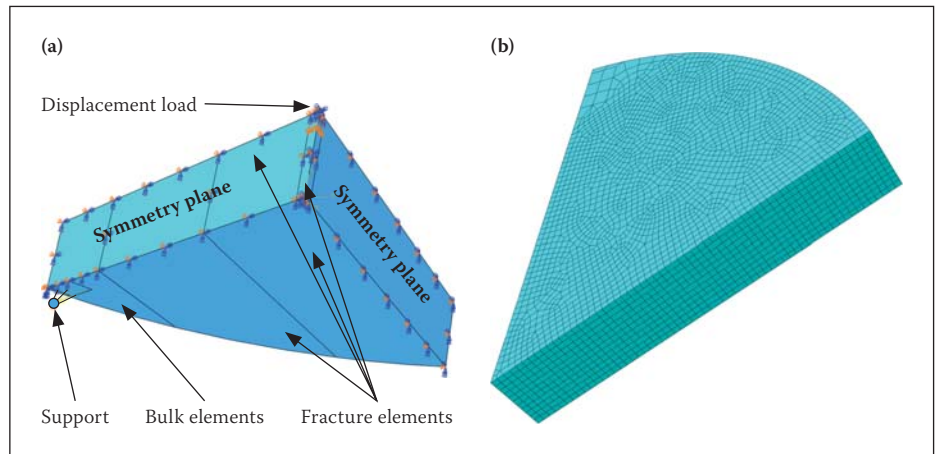 (a)
(b)
Displacement load
Symmetry plane
Symmetry plane
Support
Bulk elements
Fracture elements